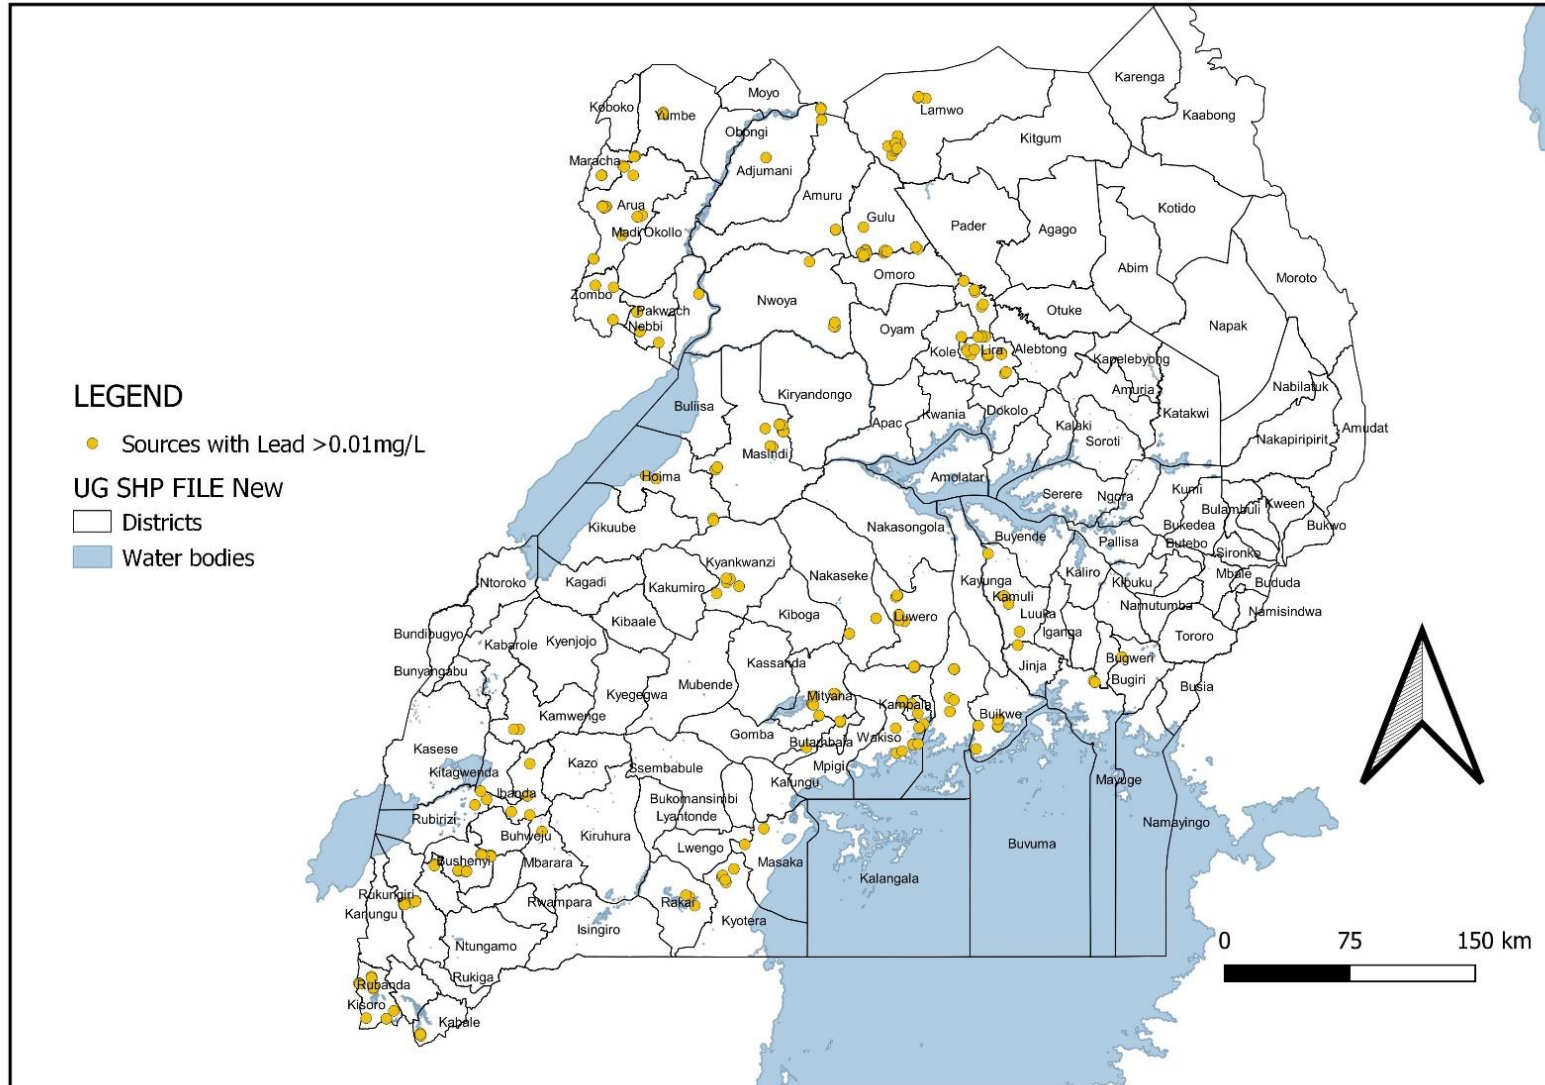 Karenga
Kaabong
Moyo
Koboko
Yumbe
Lamwo
Obongi
Kitgum
Maracha
Adjumani
Amuru
Arua
Gulu
Pader
Agago
Kotido
Madi Okollo
Abim
Moroto
Omoro
Zombo
Nwoya
Pakwach
Otuke
Napak
Nebbi
Oyam
Kole
Lira
Alebtong
Kapelebyong
Nabilatuk
Amuria
Kiryandongo
Buliisa
Kwania
Dokolo
Katakwi
Apac
Kalaki
Soroti
Nakapiripirit
Amudat
Masindi
Hoima
Amolatar
Serere
Ngora
Kumi
Kween
Bulambuli
Kikuube
Nakasongola
Bukedea
Bukwo
Buyende
Pallisa
Butebo
Sironko
Kyankwanzi
Ntoroko
Kagadi
Kakumiro
Nakaseke
Kayunga
Kaliro
Kibuku
Mbale
Bududa
Kamuli
Kiboga
Luwero
Luuka
Namutumba
Namisindwa
Kibaale
Bundibugyo
Kabarole
Kyenjojo
Iganga
Tororo
Bunyangabu
Kassanda
Jinja
Bugweri
Bugiri
Busia
Mubende
Kyegegwa
Mityana
Kampala
Kamwenge
Buikwe
Gomba
Butambala
Wakiso
Kasese
Kitagwenda
Kazo
Ssembabule
Mpigi
Kalungu
Mayuge
Ibanda
Bukomansimbi
Rubirizi
Lyantonde
Namayingo
Buhweju
Kiruhura
Buvuma
Bushenyi
Mbarara
Lwengo
Masaka
Kalangala
Rukungiri
Kanungu
Rwampara
Rakai
Isingiro
Kyotera
Ntungamo
Rukiga
Rubanda
Kisoro
Kabale
LEGEND
Sources with Lead >0.01mg/L
UG SHP FILE New
Districts
Water bodies
0 75 150 km